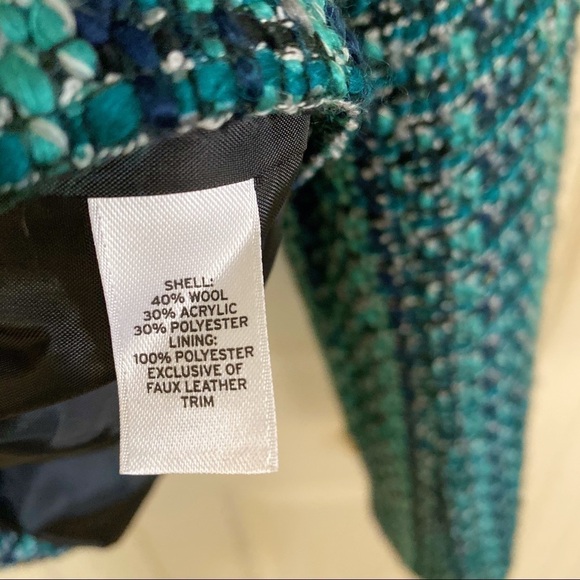 SHELL:
40% WOOL
30% ACRYLIC
30% POLYESTER
LINING:
100% POLYESTER
EXCLUSIVE OF
FAUX LEATHER
TRIM